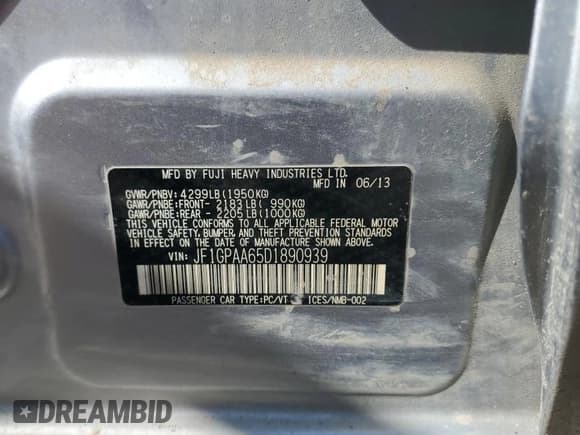 MFD BY FUJI HEAVY INDUSTRIES LTD.
MFD IN 06/13
GVWR/PNBV: 4299LB(1950KG)
GAWR/PNBE:FRONT- 2183LB( 990KG)
GAWR/PNBE:REAR - 2205LB(1000KG)
THIS VEHICLE CONFORMS TO ALL APPLICABLE FEDERAL MOTOR
VEHICLE SAFETY, BUMPER, AND THEFT PREVENTION STANDARDS
IN EFFECT ON THE DATE OF MANUFACTURE SHOWN ABOVE.
VIN: JF1GPAA65D1890939
PASSENGER CAR TYPE:PC/VT ICES/NMB-002
DREAMBID